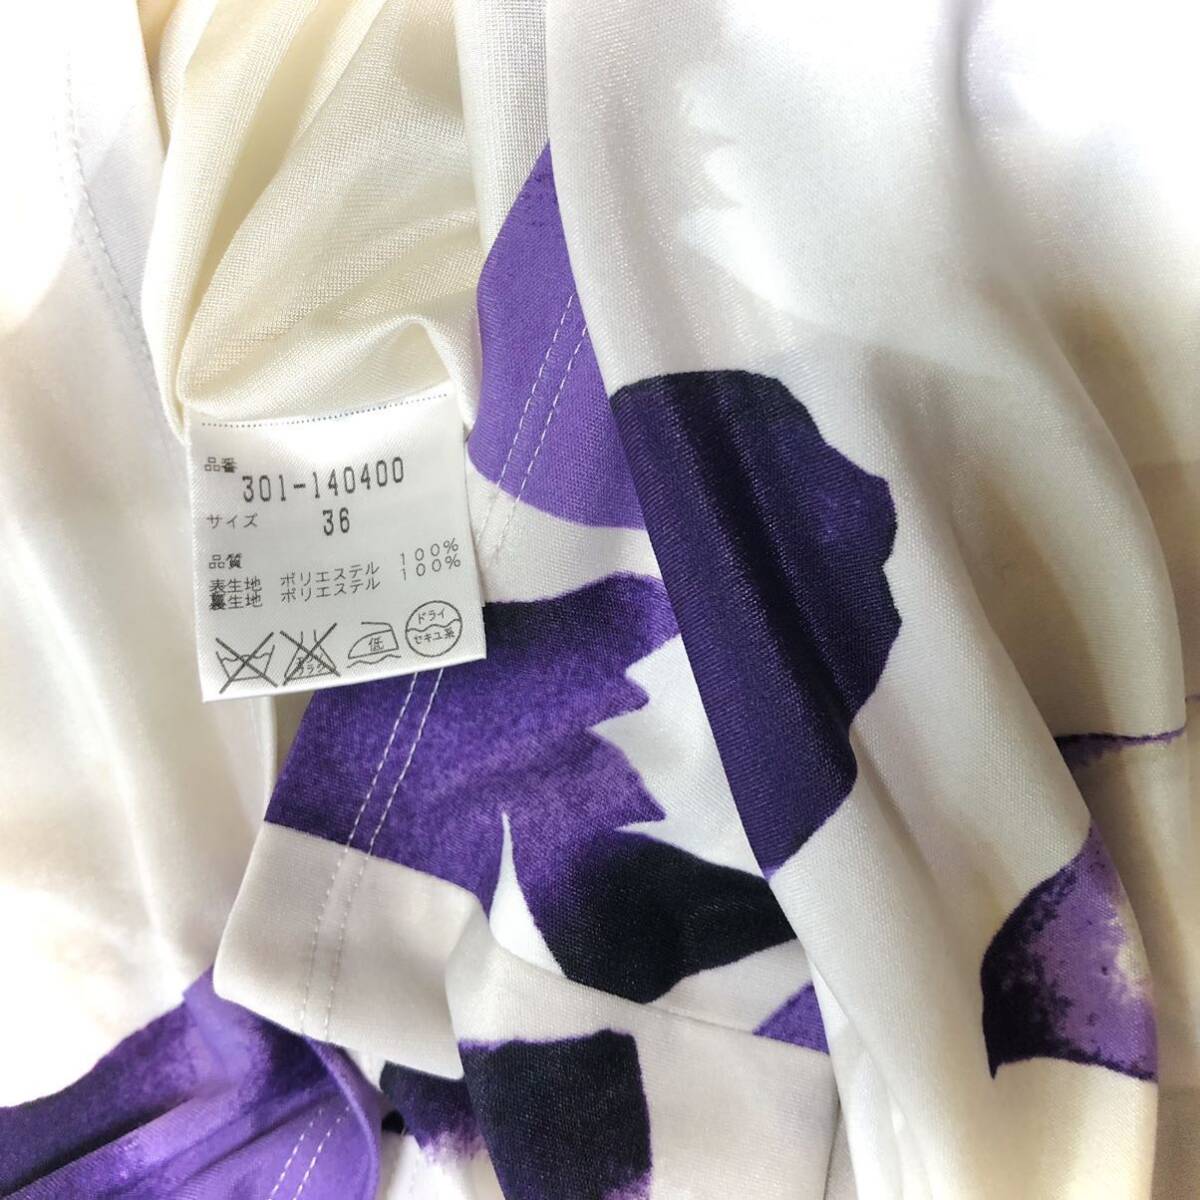 品番
301-140400
サイズ 36
品質
表生地 ポリエステル 100%
裏生地 ポリエステル 100%
低
ドライ
セキユ系